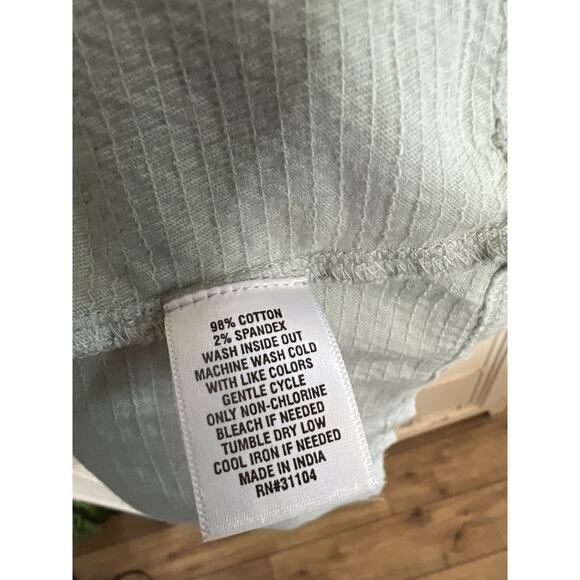 98% COTTON
2% SPANDEX
WASH INSIDE OUT
MACHINE WASH COLD
WITH LIKE COLORS
GENTLE CYCLE
ONLY NON-CHLORINE
BLEACH IF NEEDED
TUMBLE DRY LOW
COOL IRON IF NEEDED
MADE IN INDIA
RN#31104